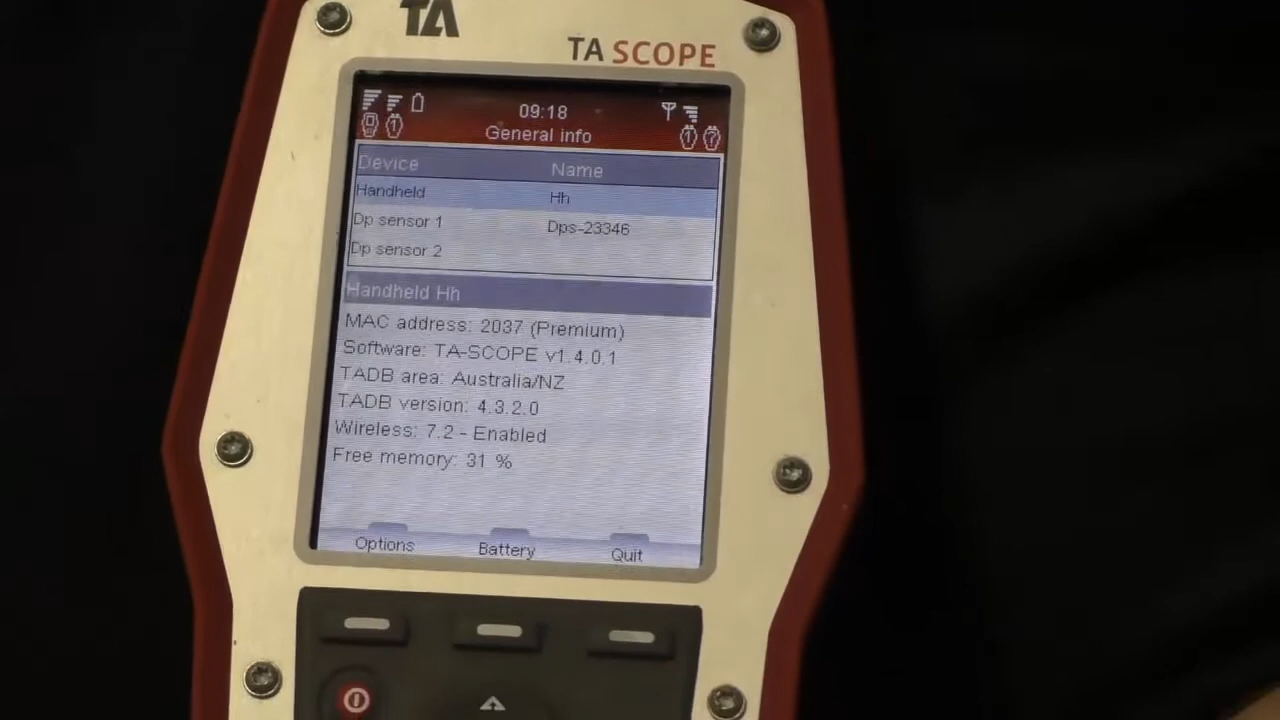 TA
TA SCOPE
09:18
General info
1
1 ?
Device Name
Handheld Hh
Dp sensor 1 Dps-23346
Dp sensor 2
Handheld Hh
MAC address: 2037 (Premium)
Software: TA-SCOPE v1.4.0.1
TADB area: Australia/NZ
TADB version: 4.3.2.0
Wireless: 7.2 - Enabled
Free memory: 31 %
Options Battery Quit